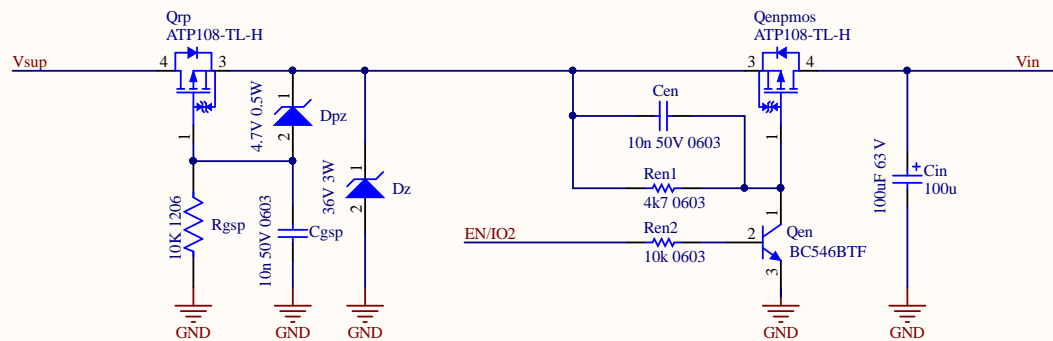 Qrp
ATP108-TL-H
Qenpmos
ATP108-TL-H
Vsup
4
3
3
4
Vin
1
4.7V 0.5W
1
2
Dpz
Cen
10n 50V 0603
1
10K 1206
Rgsp
10n 50V 0603
Cgsp
36V 3W
1
2
Dz
Ren1
4k7 0603
100uF 63 V
+
Cin
100u
EN/IO2
Ren2
10k 0603
2
1
3
Qen
BC546BTF
GND
GND
GND
GND
GND